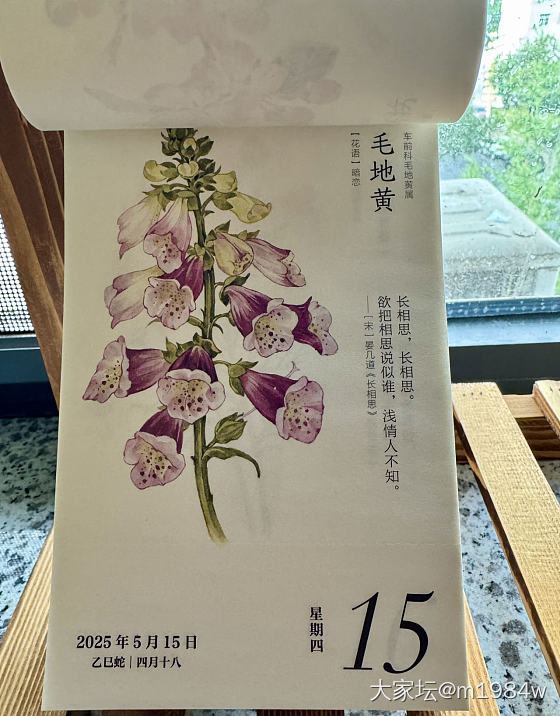 车前科毛地黄属
毛地黄
【花语】暗恋
长相思，长相思。
欲把相思说似谁，浅情人不知。
——［宋］晏几道《长相思》
15
星期四
2025年5月15日
乙巳蛇｜四月十八
大家坛@m1984w